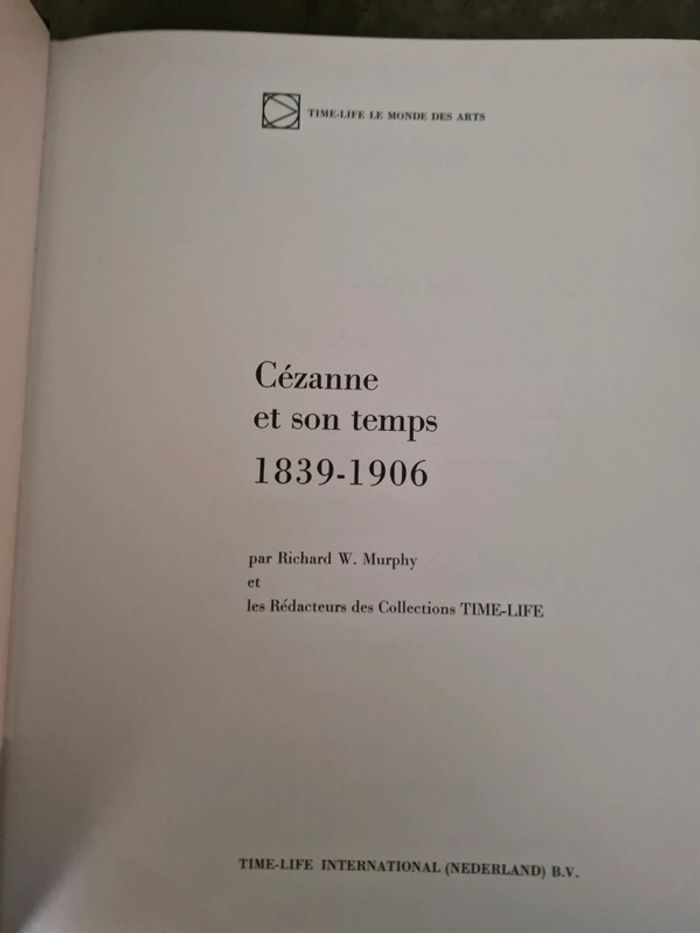 TIME-LIFE LE MONDE DES ARTS
Cézanne
et son temps
1839-1906
par Richard W. Murphy
et
les Rédacteurs des Collections TIME-LIFE
TIME-LIFE INTERNATIONAL (NEDERLAND) B.V.